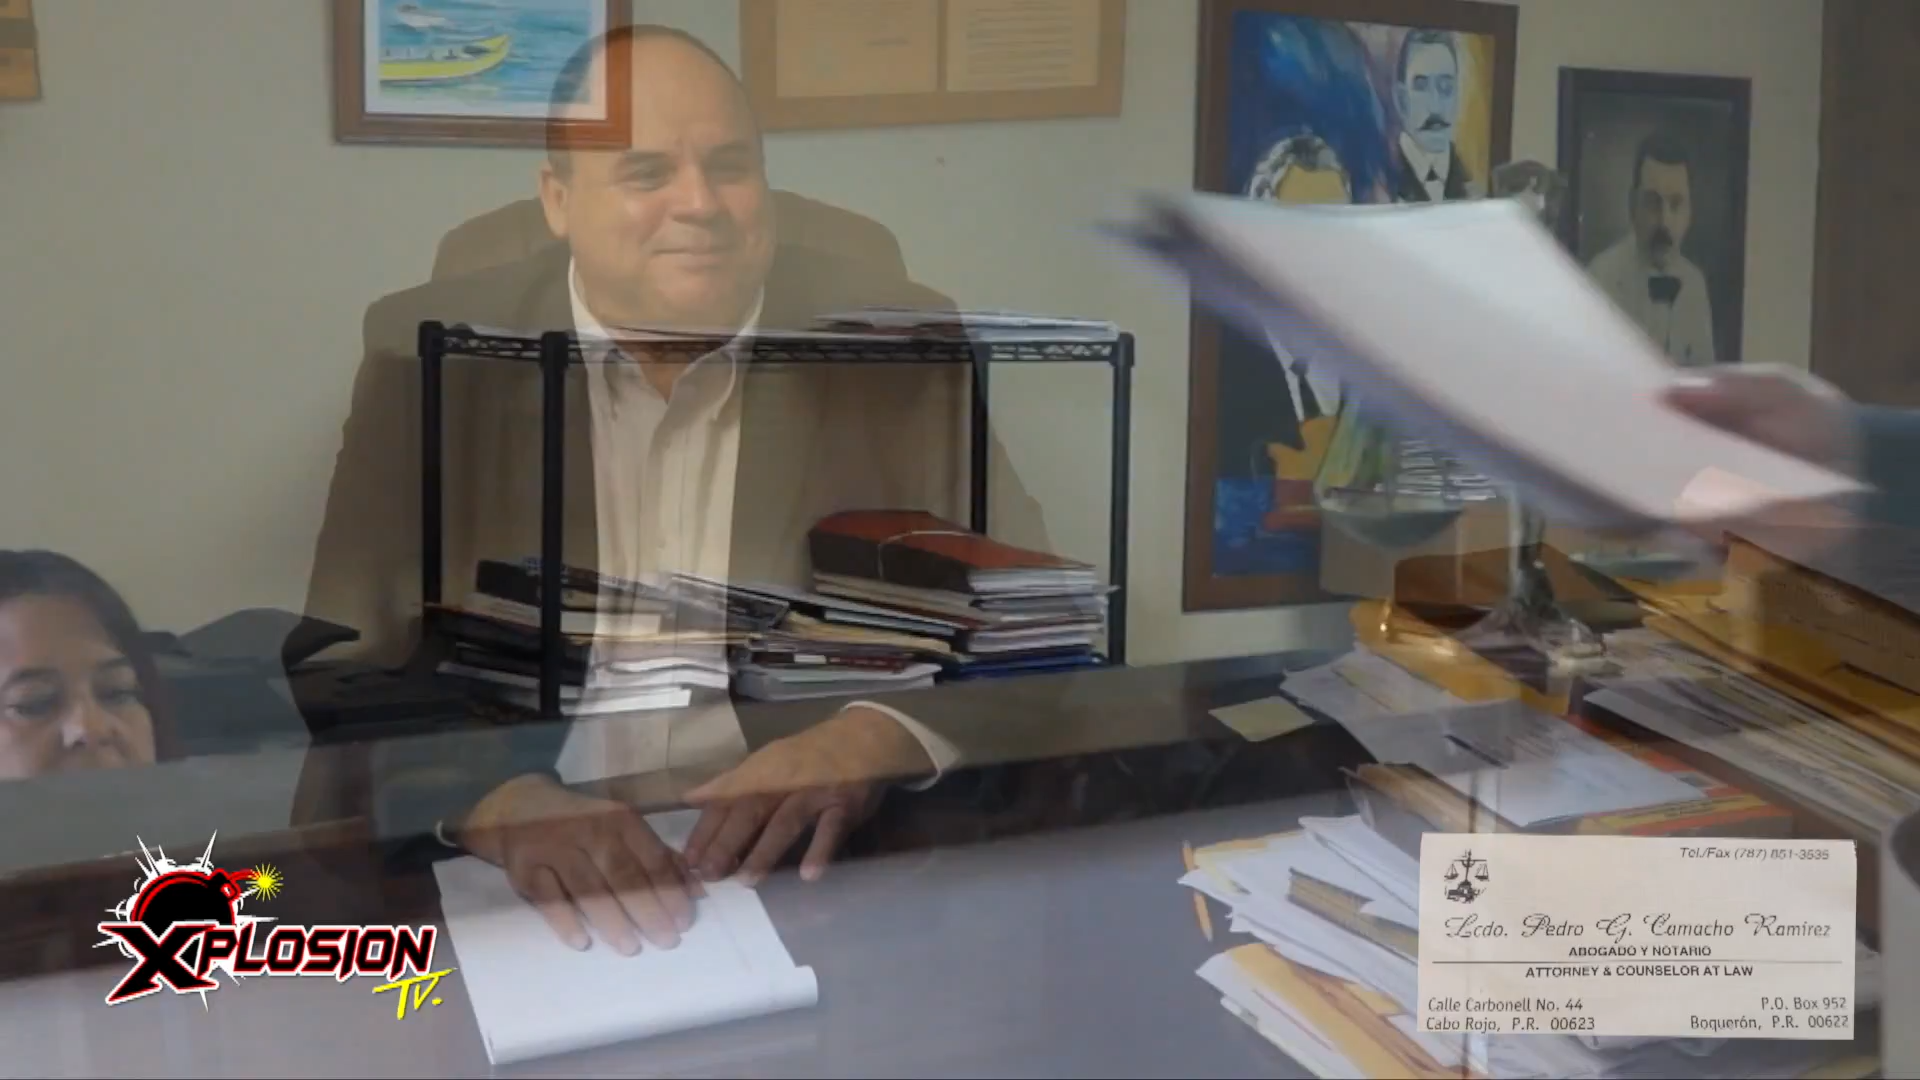 XPLOSION
TV.
Tel./Fax (787) 851-3535
Lcdo. Pedro G. Camacho Ramírez
ABOGADO Y NOTARIO
ATTORNEY & COUNSELOR AT LAW
Calle Carbonell No. 44
P.O. Box 952
Cabo Rojo, P.R. 00623
Boquerón, P.R. 00622